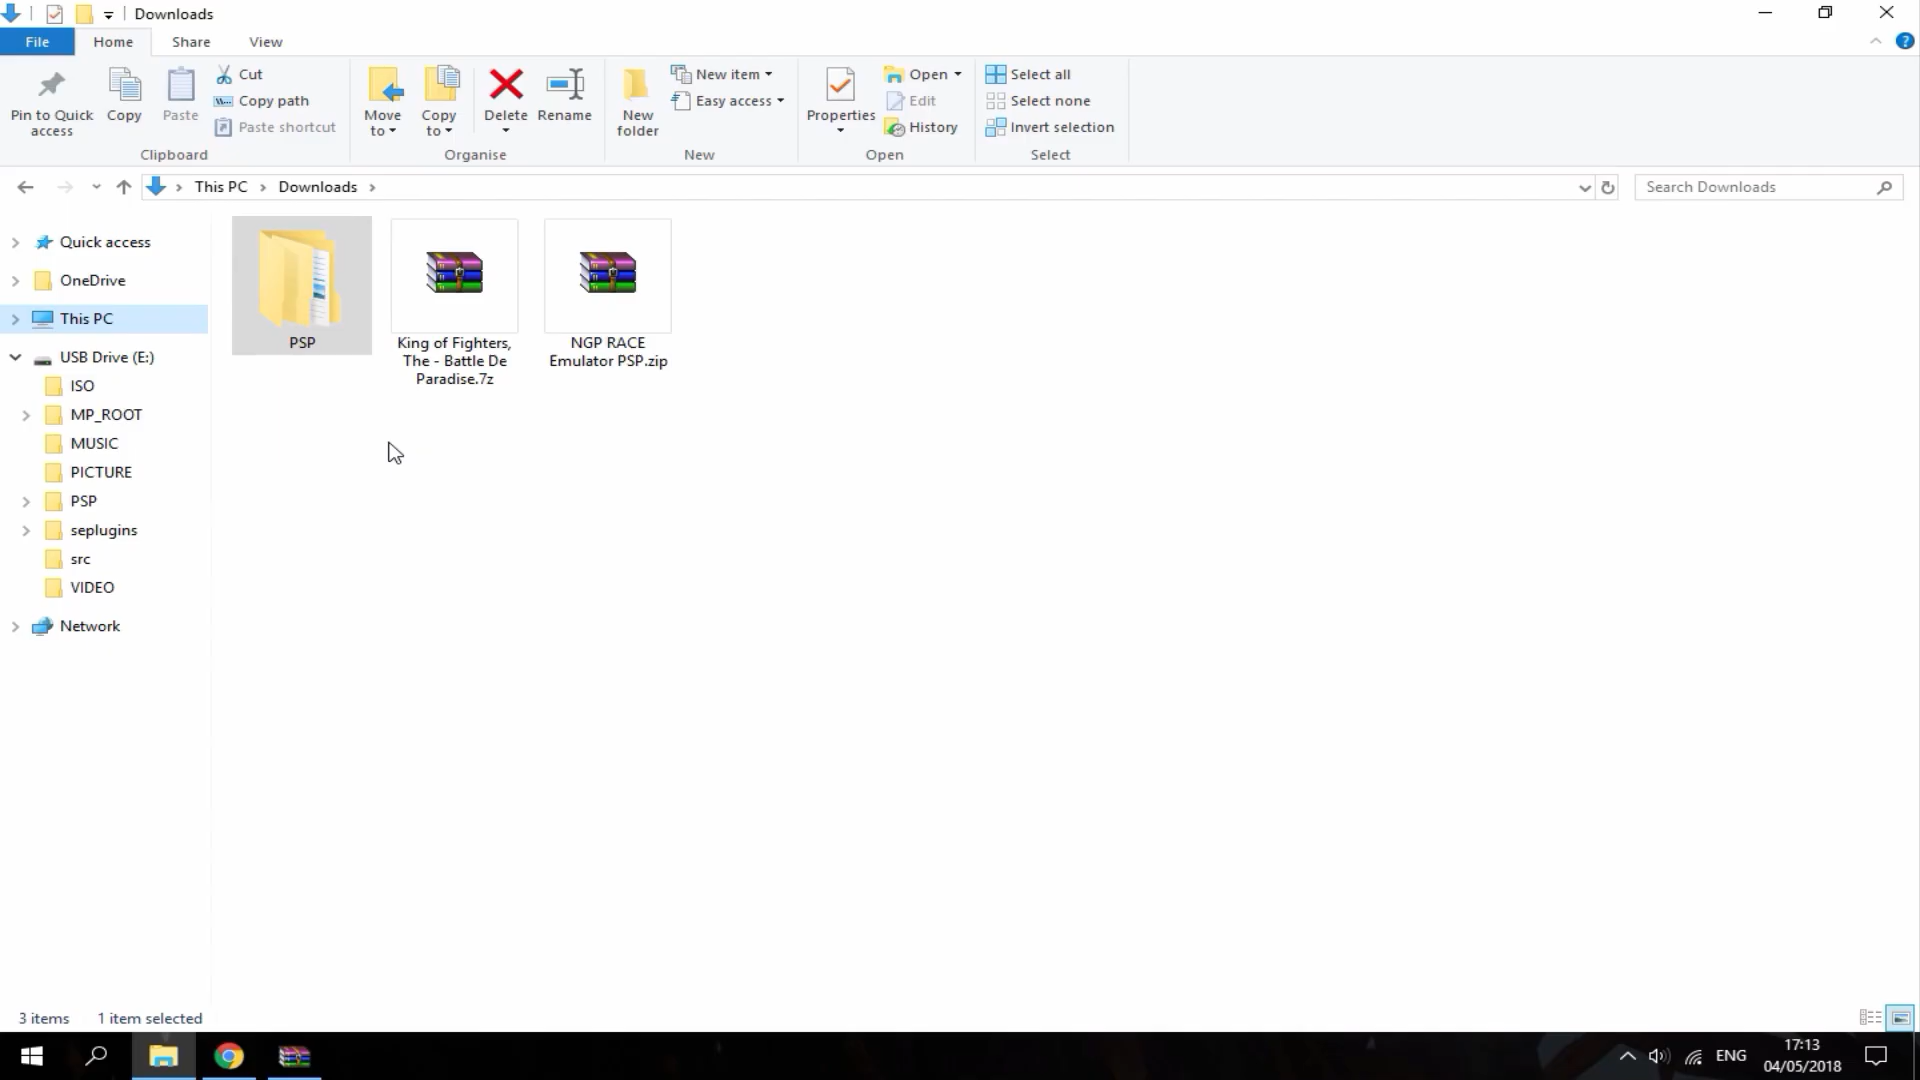 Downloads
File
Home
Share
View
Pin to Quick
access
Copy
Paste
Cut
Copy path
Paste shortcut
Clipboard
Move
to
Copy
to
Delete
Rename
Organise
New
folder
New item
Easy access
New
Properties
Open
Edit
History
Open
Select all
Select none
Invert selection
Select
This PC
Downloads
Search Downloads
Quick access
OneDrive
This PC
USB Drive (E:)
ISO
MP_ROOT
MUSIC
PICTURE
PSP
seplugins
src
VIDEO
Network
PSP
King of Fighters,
The - Battle De
Paradise.7z
NGP RACE
Emulator PSP.zip
3 items
1 item selected
ENG
17:13
04/05/2018